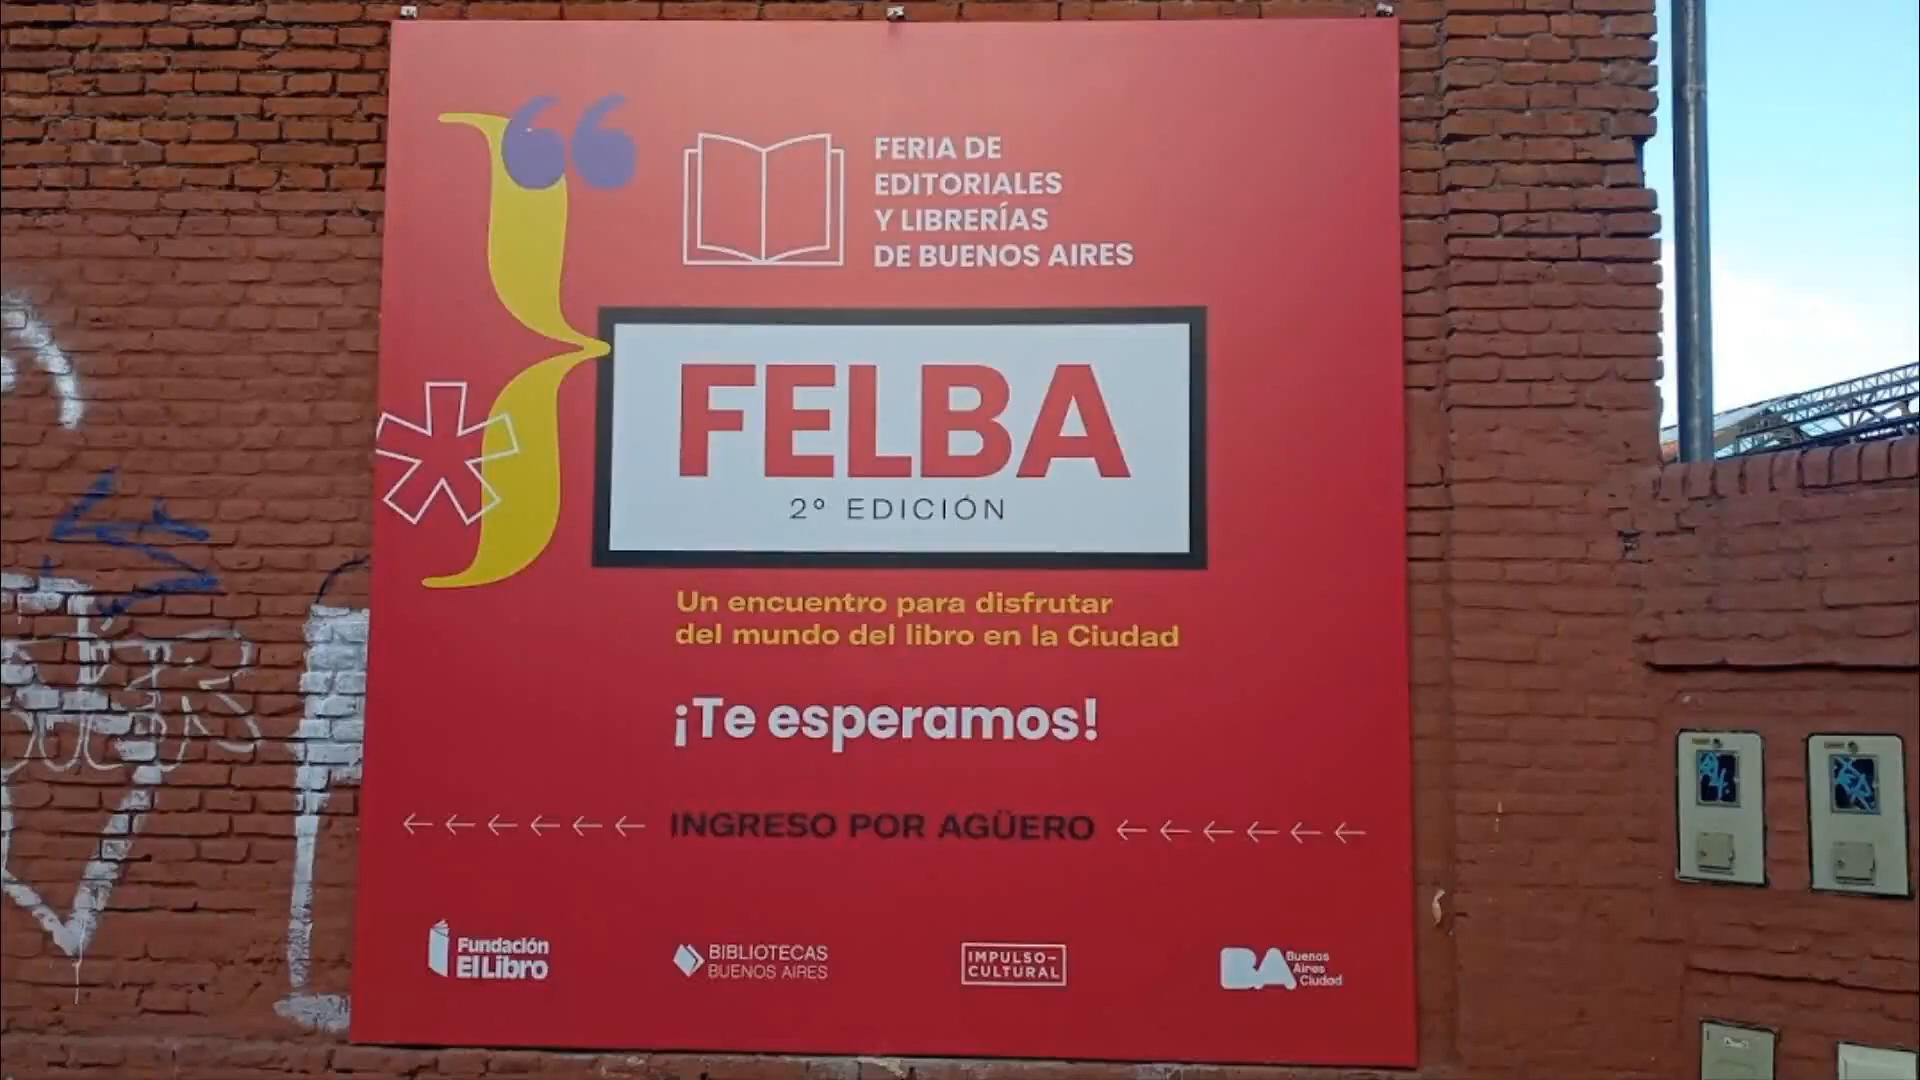 FERIA DE
EDITORIALES
Y LIBRERÍAS
DE BUENOS AIRES
FELBA
2º EDICIÓN
Un encuentro para disfrutar
del mundo del libro en la Ciudad
¡Te esperamos!
INGRESO POR AGÜERO
Fundación
El Libro
BIBLIOTECAS
BUENOS AIRES
IMPULSO-
CULTURAL
BA
Buenos
Aires
Ciudad